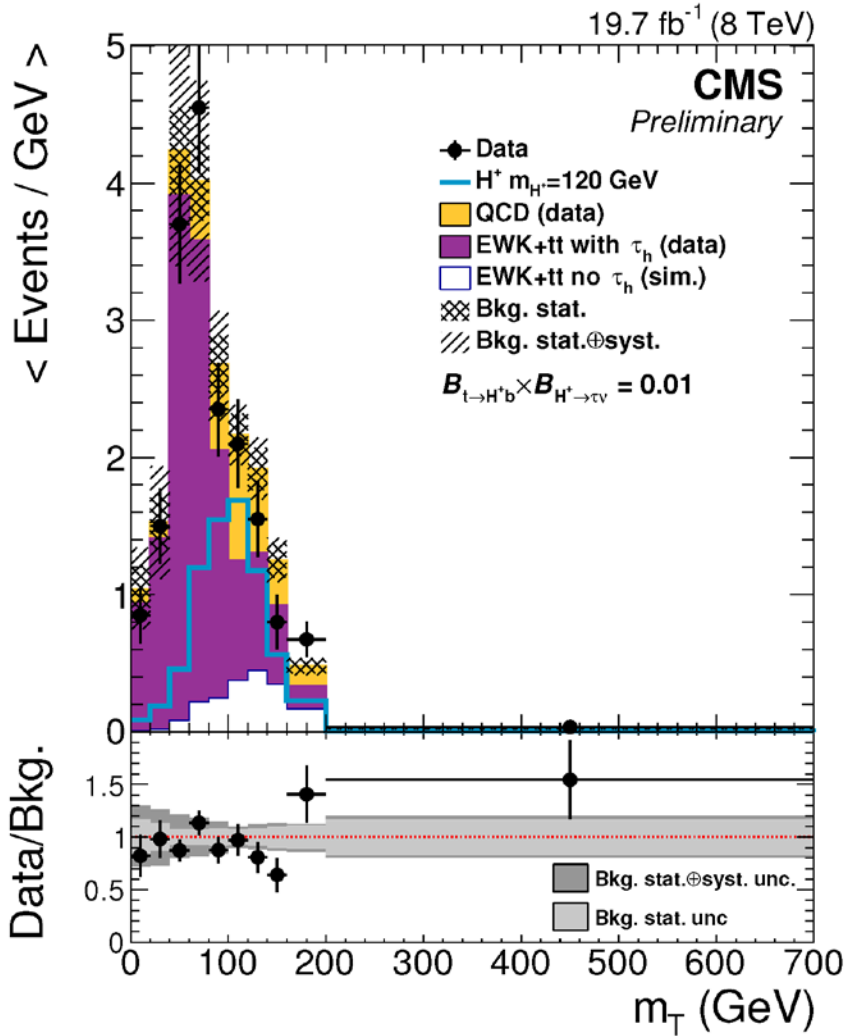 19.7 fb⁻¹ (8 TeV)
< Events / GeV >
5
4
3
2
1
0
CMS
Preliminary
Data
H⁺ m_H⁺=120 GeV
QCD (data)
EWK+tt with τ_h (data)
EWK+tt no τ_h (sim.)
Bkg. stat.
Bkg. stat.⊕syst.
B_t→H⁺b×B_H⁺→τν = 0.01
Data/Bkg.
1.5
1
0.5
0
Bkg. stat.⊕syst. unc.
Bkg. stat. unc
0 100 200 300 400 500 600 700
m_T (GeV)